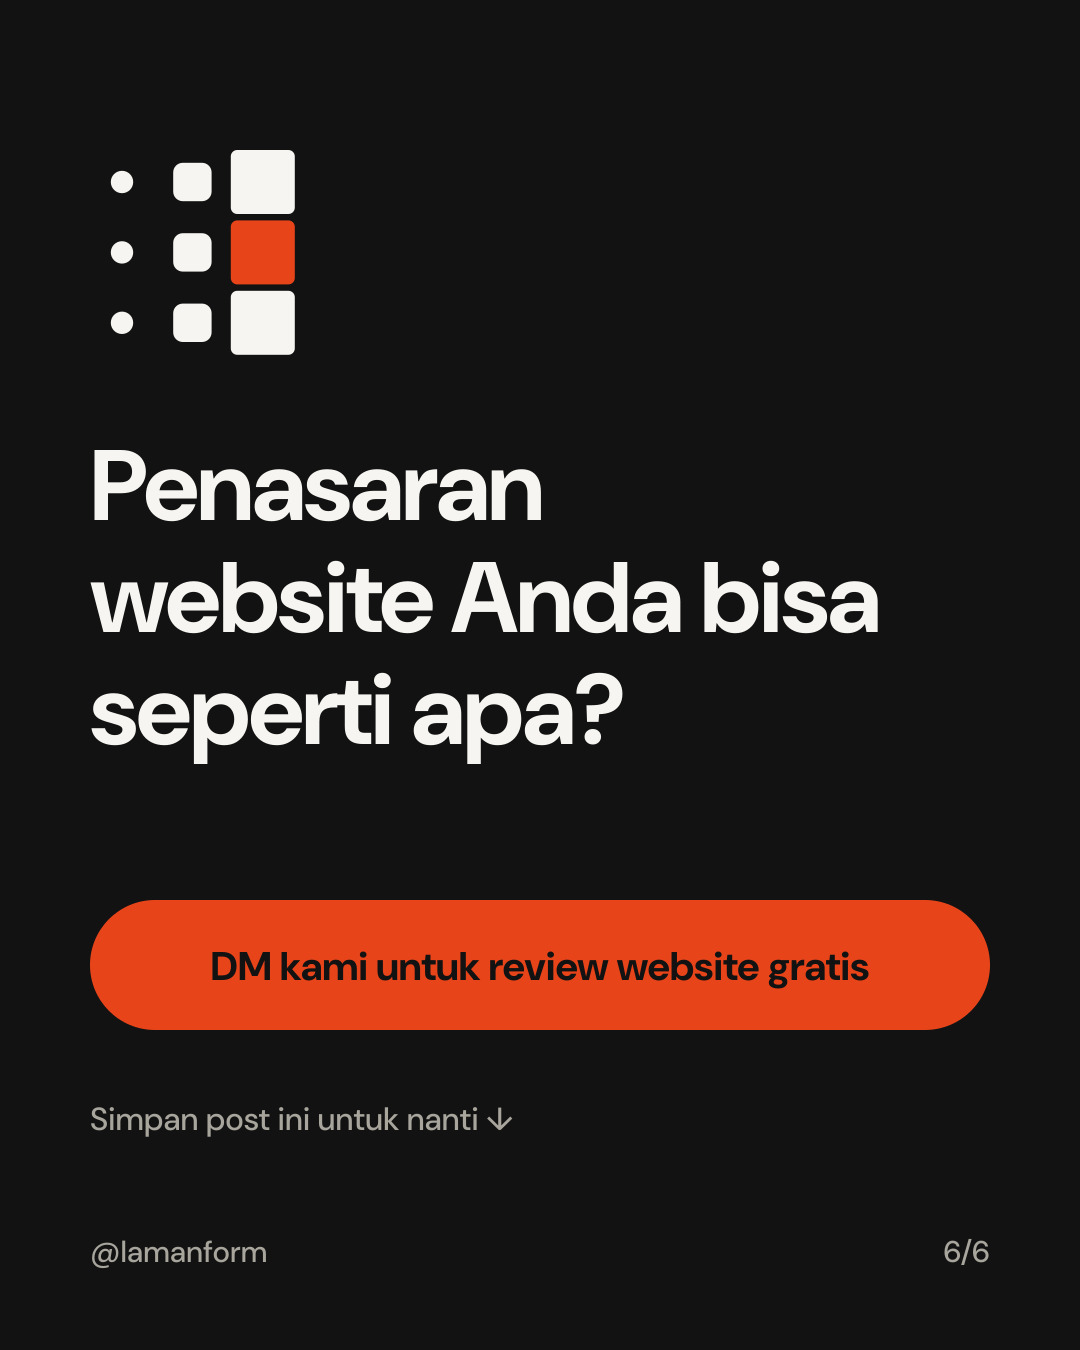 Penasaran
website Anda bisa
seperti apa?
DM kami untuk review website gratis
Simpan post ini untuk nanti ↓
@lamanform
6/6